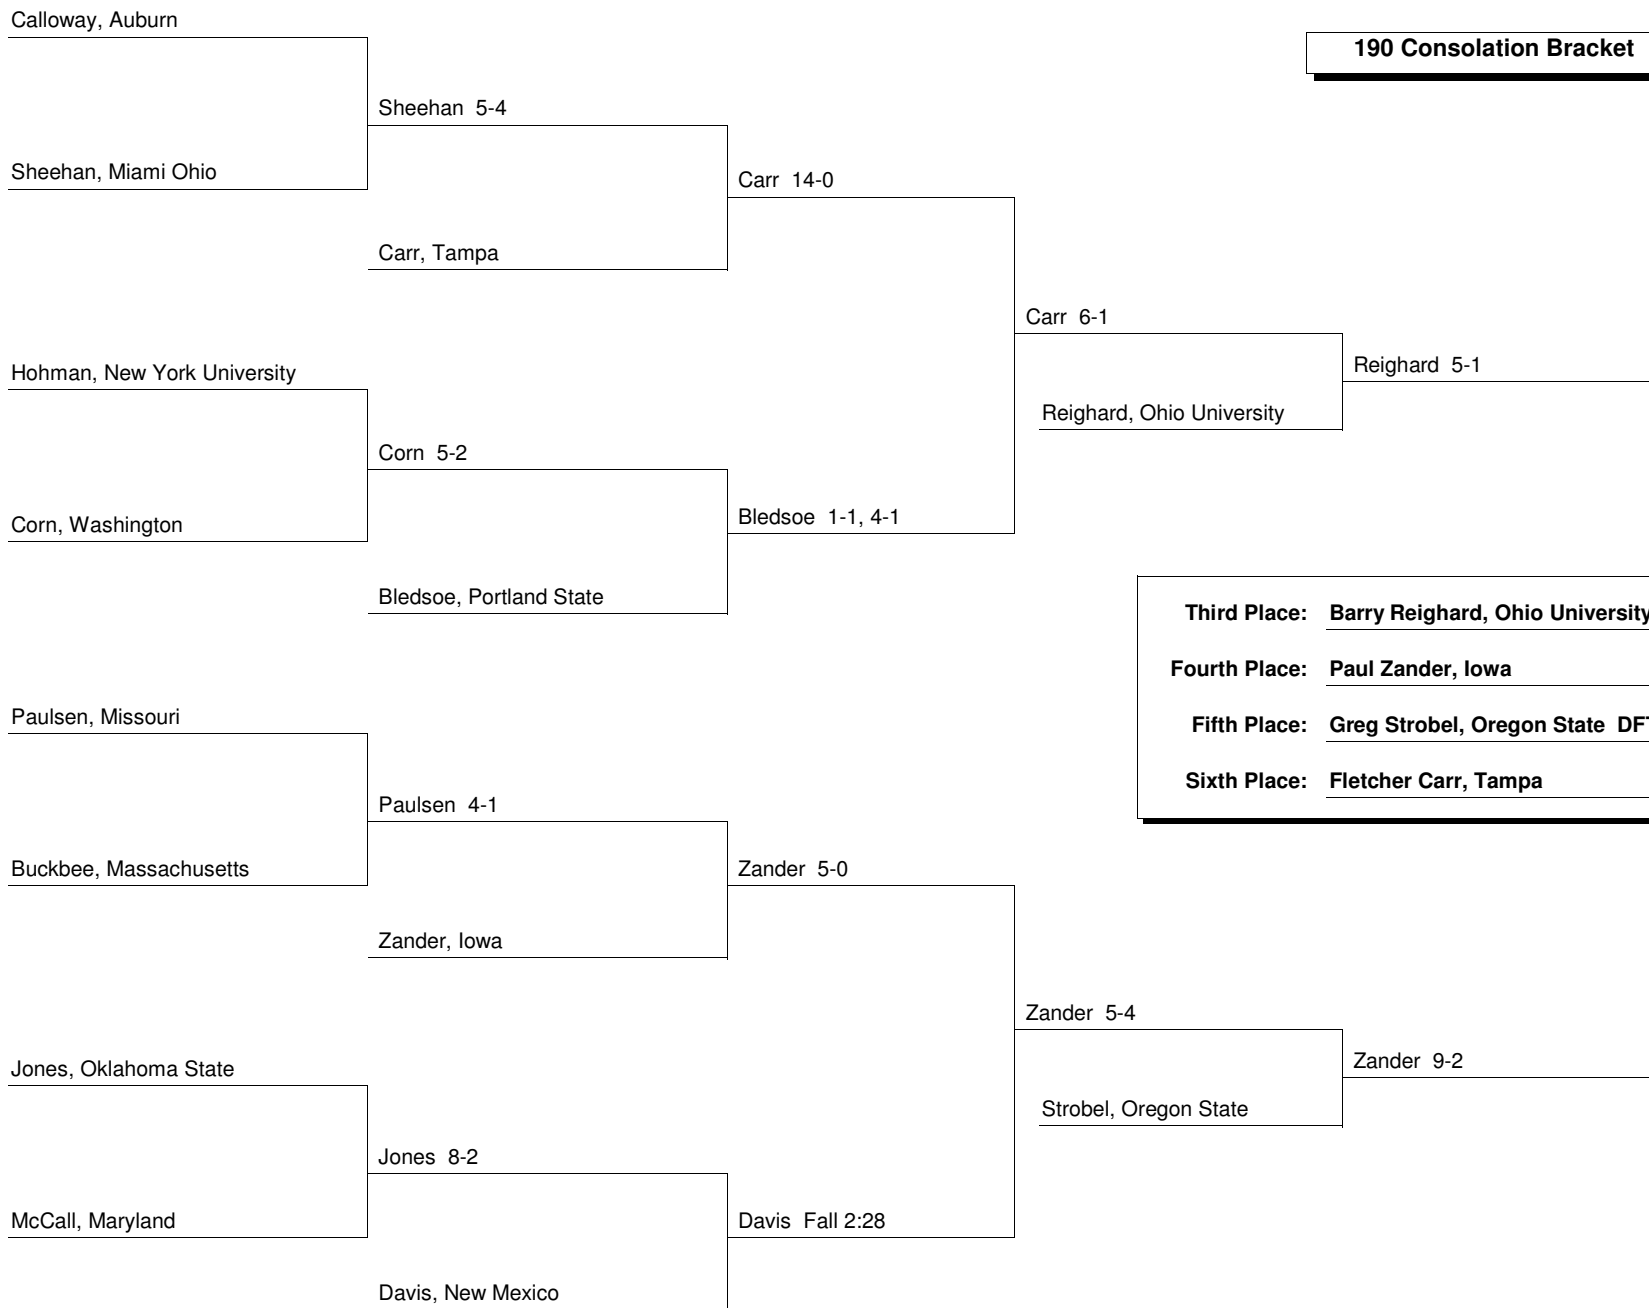 Calloway, Auburn
190 Consolation Bracket
Sheehan 5-4
Sheehan, Miami Ohio
Carr 14-0
Carr, Tampa
Carr 6-1
Hohman, New York University
Reighard 5-1
Reighard, Ohio University
Corn 5-2
Corn, Washington
Bledsoe 1-1, 4-1
Bledsoe, Portland State
Third Place: Barry Reighard, Ohio University
Fourth Place: Paul Zander, Iowa
Paulsen, Missouri
Fifth Place: Greg Strobel, Oregon State DFT
Sixth Place: Fletcher Carr, Tampa
Paulsen 4-1
Buckbee, Massachusetts
Zander 5-0
Zander, Iowa
Zander 5-4
Jones, Oklahoma State
Zander 9-2
Strobel, Oregon State
Jones 8-2
McCall, Maryland
Davis Fall 2:28
Davis, New Mexico